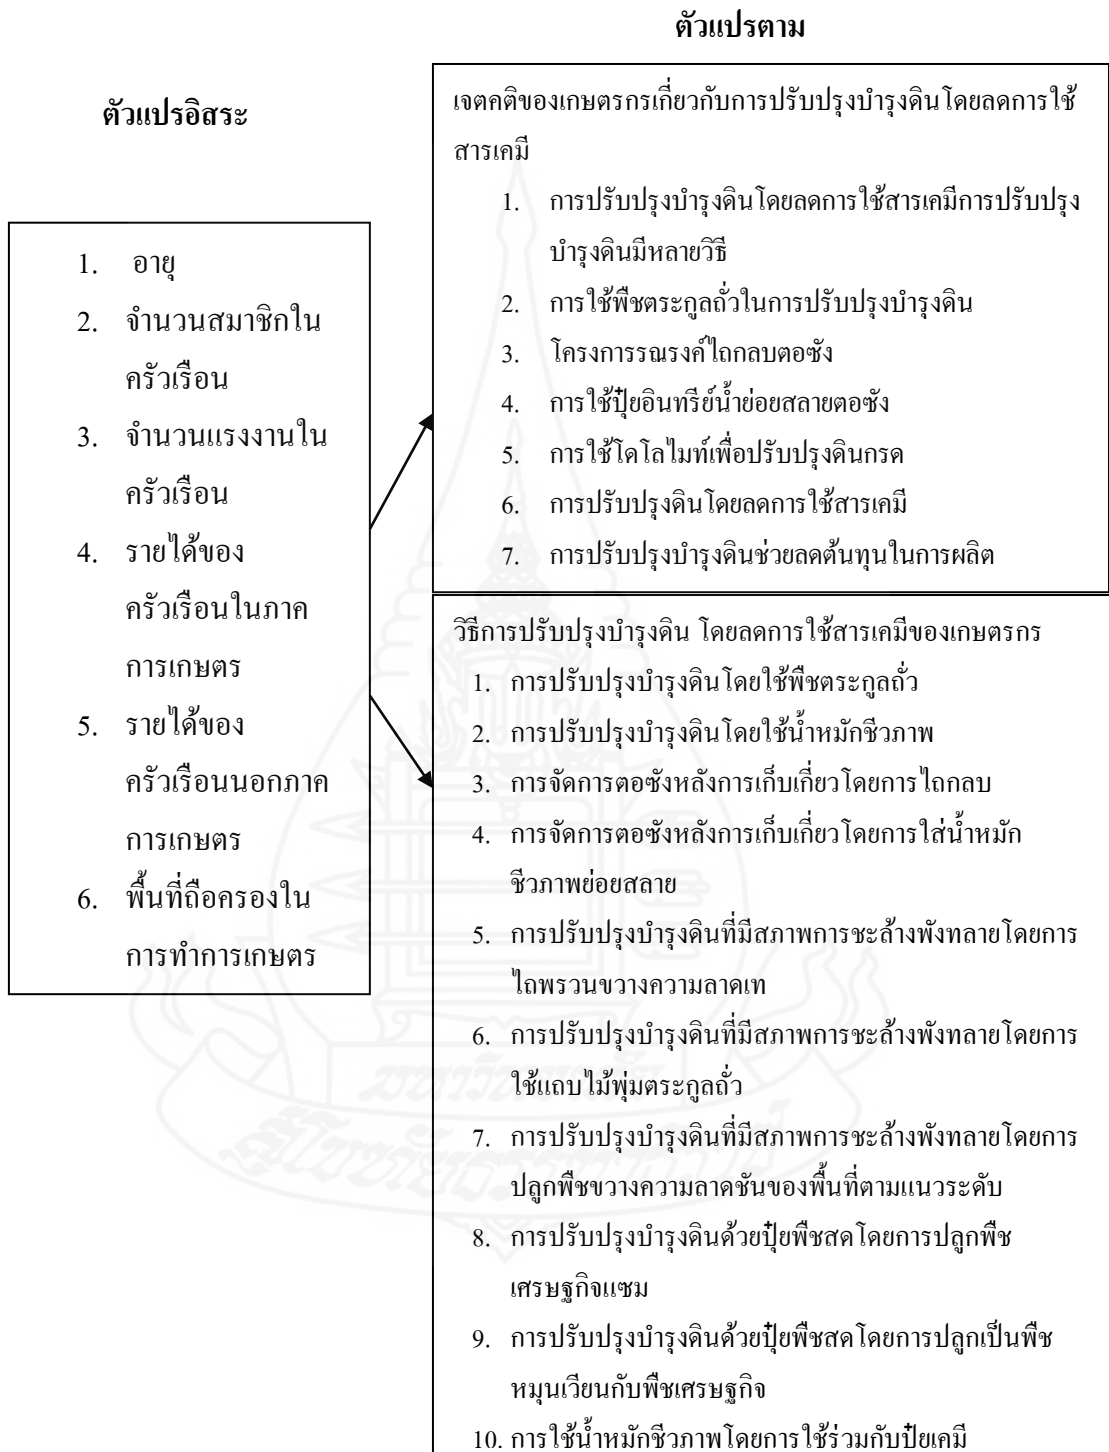 ตัวแปรตาม
ตัวแปรอิสระ
1. อายุ
2. จำนวนสมาชิกใน
ครัวเรือน
3. จำนวนแรงงานใน
ครัวเรือน
4. รายได้ของ
ครัวเรือนในภาค
การเกษตร
5. รายได้ของ
ครัวเรือนนอกภาค
การเกษตร
6. พื้นที่ถือครองใน
การทำการเกษตร
เจตคติของเกษตรกรเกี่ยวกับการปรับปรุงบำรุงดินโดยลดการใช้
สารเคมี
1. การปรับปรุงบำรุงดินโดยลดการใช้สารเคมีการปรับปรุง
บำรุงดินมีหลายวิธี
2. การใช้พืชตระกูลถั่วในการปรับปรุงบำรุงดิน
3. โครงการรณรงค์ไถกลบตอซัง
4. การใช้ปุ๋ยอินทรีย์น้ำย่อยสลายตอซัง
5. การใช้โดโลไมท์เพื่อปรับปรุงดินกรด
6. การปรับปรุงดินโดยลดการใช้สารเคมี
7. การปรับปรุงบำรุงดินช่วยลดต้นทุนในการผลิต
วิธีการปรับปรุงบำรุงดิน โดยลดการใช้สารเคมีของเกษตรกร
1. การปรับปรุงบำรุงดินโดยใช้พืชตระกูลถั่ว
2. การปรับปรุงบำรุงดินโดยใช้น้ำหมักชีวภาพ
3. การจัดการตอซังหลังการเก็บเกี่ยวโดยการไถกลบ
4. การจัดการตอซังหลังการเก็บเกี่ยวโดยการใส่น้ำหมัก
ชีวภาพย่อยสลาย
5. การปรับปรุงบำรุงดินที่มีสภาพการชะล้างพังทลายโดยการ
ไถพรวนขวางความลาดเท
6. การปรับปรุงบำรุงดินที่มีสภาพการชะล้างพังทลายโดยการ
ใช้แถบไม้พุ่มตระกูลถั่ว
7. การปรับปรุงบำรุงดินที่มีสภาพการชะล้างพังทลายโดยการ
ปลูกพืชขวางความลาดชันของพื้นที่ตามแนวระดับ
8. การปรับปรุงบำรุงดินด้วยปุ๋ยพืชสดโดยการปลูกพืช
เศรษฐกิจแซม
9. การปรับปรุงบำรุงดินด้วยปุ๋ยพืชสดโดยการปลูกเป็นพืช
หมุนเวียนกับพืชเศรษฐกิจ
10. การใช้น้ำหมักชีวภาพโดยการใช้ร่วมกับปุ๋ยเคมี
มหาวิทยาลัย
สุโขทัยธรรมาธิราช